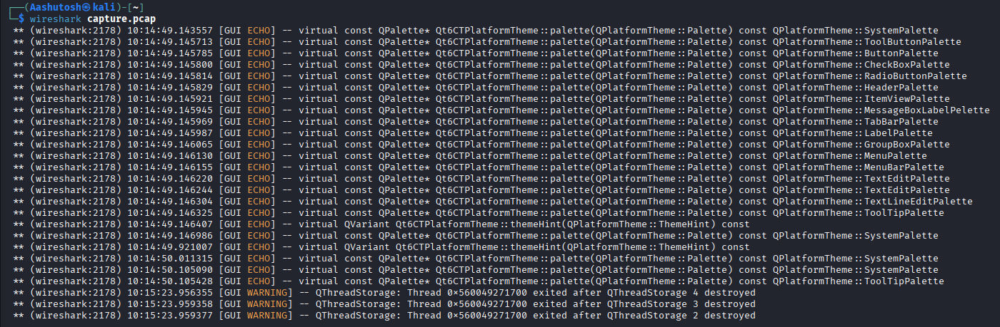 ┌──(Aashutosh㉿kali)-[~]
└─$ wireshark capture.pcap
** (wireshark:2178) 10:14:49.143557 [GUI ECHO] -- virtual const QPalette* Qt6CTPlatformTheme::palette(QPlatformTheme::Palette) const QPlatformTheme::SystemPalette
** (wireshark:2178) 10:14:49.145713 [GUI ECHO] -- virtual const QPalette* Qt6CTPlatformTheme::palette(QPlatformTheme::Palette) const QPlatformTheme::ToolButtonPalette
** (wireshark:2178) 10:14:49.145785 [GUI ECHO] -- virtual const QPalette* Qt6CTPlatformTheme::palette(QPlatformTheme::Palette) const QPlatformTheme::ButtonPalette
** (wireshark:2178) 10:14:49.145800 [GUI ECHO] -- virtual const QPalette* Qt6CTPlatformTheme::palette(QPlatformTheme::Palette) const QPlatformTheme::CheckBoxPalette
** (wireshark:2178) 10:14:49.145814 [GUI ECHO] -- virtual const QPalette* Qt6CTPlatformTheme::palette(QPlatformTheme::Palette) const QPlatformTheme::RadioButtonPalette
** (wireshark:2178) 10:14:49.145829 [GUI ECHO] -- virtual const QPalette* Qt6CTPlatformTheme::palette(QPlatformTheme::Palette) const QPlatformTheme::HeaderPalette
** (wireshark:2178) 10:14:49.145921 [GUI ECHO] -- virtual const QPalette* Qt6CTPlatformTheme::palette(QPlatformTheme::Palette) const QPlatformTheme::ItemViewPalette
** (wireshark:2178) 10:14:49.145945 [GUI ECHO] -- virtual const QPalette* Qt6CTPlatformTheme::palette(QPlatformTheme::Palette) const QPlatformTheme::MessageBoxLabelPelette
** (wireshark:2178) 10:14:49.145969 [GUI ECHO] -- virtual const QPalette* Qt6CTPlatformTheme::palette(QPlatformTheme::Palette) const QPlatformTheme::TabBarPalette
** (wireshark:2178) 10:14:49.145987 [GUI ECHO] -- virtual const QPalette* Qt6CTPlatformTheme::palette(QPlatformTheme::Palette) const QPlatformTheme::LabelPalette
** (wireshark:2178) 10:14:49.146065 [GUI ECHO] -- virtual const QPalette* Qt6CTPlatformTheme::palette(QPlatformTheme::Palette) const QPlatformTheme::GroupBoxPalette
** (wireshark:2178) 10:14:49.146130 [GUI ECHO] -- virtual const QPalette* Qt6CTPlatformTheme::palette(QPlatformTheme::Palette) const QPlatformTheme::MenuPalette
** (wireshark:2178) 10:14:49.146155 [GUI ECHO] -- virtual const QPalette* Qt6CTPlatformTheme::palette(QPlatformTheme::Palette) const QPlatformTheme::MenuBarPalette
** (wireshark:2178) 10:14:49.146220 [GUI ECHO] -- virtual const QPalette* Qt6CTPlatformTheme::palette(QPlatformTheme::Palette) const QPlatformTheme::TextEditPalette
** (wireshark:2178) 10:14:49.146244 [GUI ECHO] -- virtual const QPalette* Qt6CTPlatformTheme::palette(QPlatformTheme::Palette) const QPlatformTheme::TextEditPalette
** (wireshark:2178) 10:14:49.146304 [GUI ECHO] -- virtual const QPalette* Qt6CTPlatformTheme::palette(QPlatformTheme::Palette) const QPlatformTheme::TextLineEditPalette
** (wireshark:2178) 10:14:49.146325 [GUI ECHO] -- virtual const QPalette* Qt6CTPlatformTheme::palette(QPlatformTheme::Palette) const QPlatformTheme::ToolTipPalette
** (wireshark:2178) 10:14:49.146407 [GUI ECHO] -- virtual QVariant Qt6CTPlatformTheme::themeHint(QPlatformTheme::ThemeHint) const
** (wireshark:2178) 10:14:49.146986 [GUI ECHO] -- virtual const QPalette* Qt6CTPlatformTheme::palette(QPlatformTheme::Palette) const QPlatformTheme::SystemPalette
** (wireshark:2178) 10:14:49.921007 [GUI ECHO] -- virtual QVariant Qt6CTPlatformTheme::themeHint(QPlatformTheme::ThemeHint) const
** (wireshark:2178) 10:14:50.011315 [GUI ECHO] -- virtual const QPalette* Qt6CTPlatformTheme::palette(QPlatformTheme::Palette) const QPlatformTheme::SystemPalette
** (wireshark:2178) 10:14:50.105090 [GUI ECHO] -- virtual const QPalette* Qt6CTPlatformTheme::palette(QPlatformTheme::Palette) const QPlatformTheme::SystemPalette
** (wireshark:2178) 10:14:50.105428 [GUI ECHO] -- virtual const QPalette* Qt6CTPlatformTheme::palette(QPlatformTheme::Palette) const QPlatformTheme::ToolTipPalette
** (wireshark:2178) 10:15:23.956355 [GUI WARNING] -- QThreadStorage: Thread 0×560049271700 exited after QThreadStorage 4 destroyed
** (wireshark:2178) 10:15:23.959358 [GUI WARNING] -- QThreadStorage: Thread 0×560049271700 exited after QThreadStorage 3 destroyed
** (wireshark:2178) 10:15:23.959377 [GUI WARNING] -- QThreadStorage: Thread 0×560049271700 exited after QThreadStorage 2 destroyed